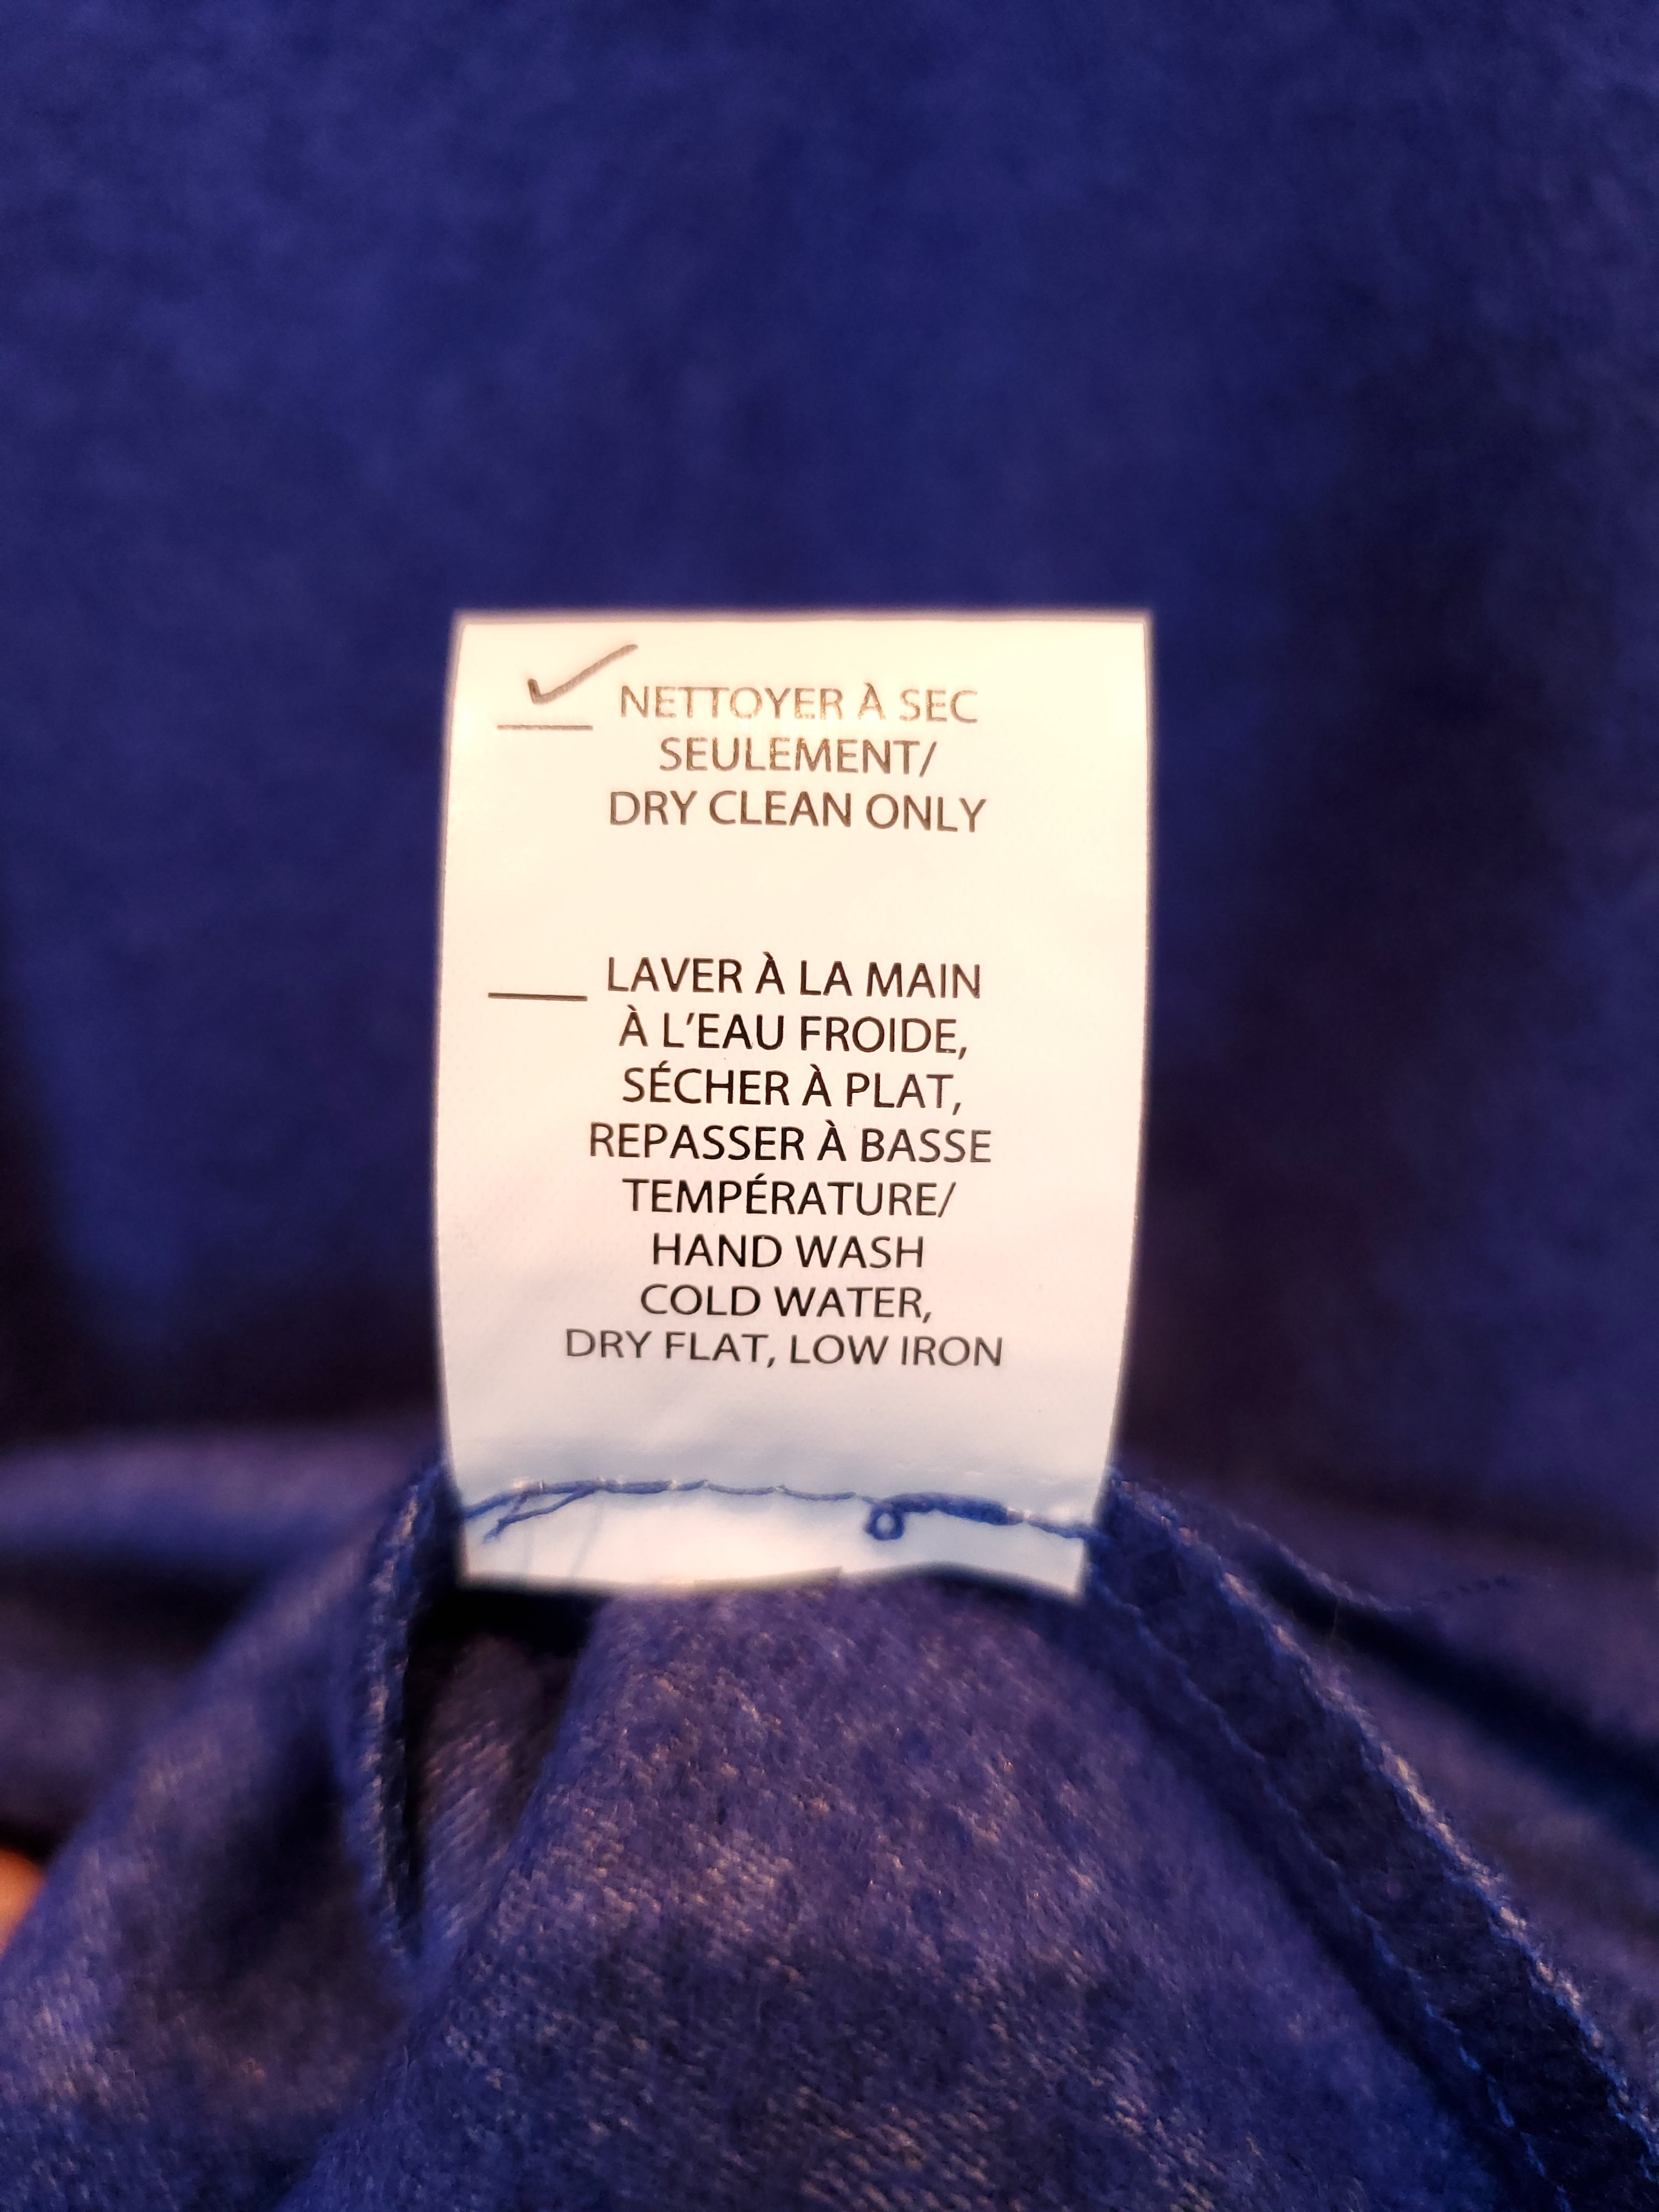 NETTOYER À SEC
SEULEMENT/
DRY CLEAN ONLY
LAVER À LA MAIN
À L'EAU FROIDE,
SÉCHER À PLAT,
REPASSER À BASSE
TEMPÉRATURE/
HAND WASH
COLD WATER,
DRY FLAT, LOW IRON